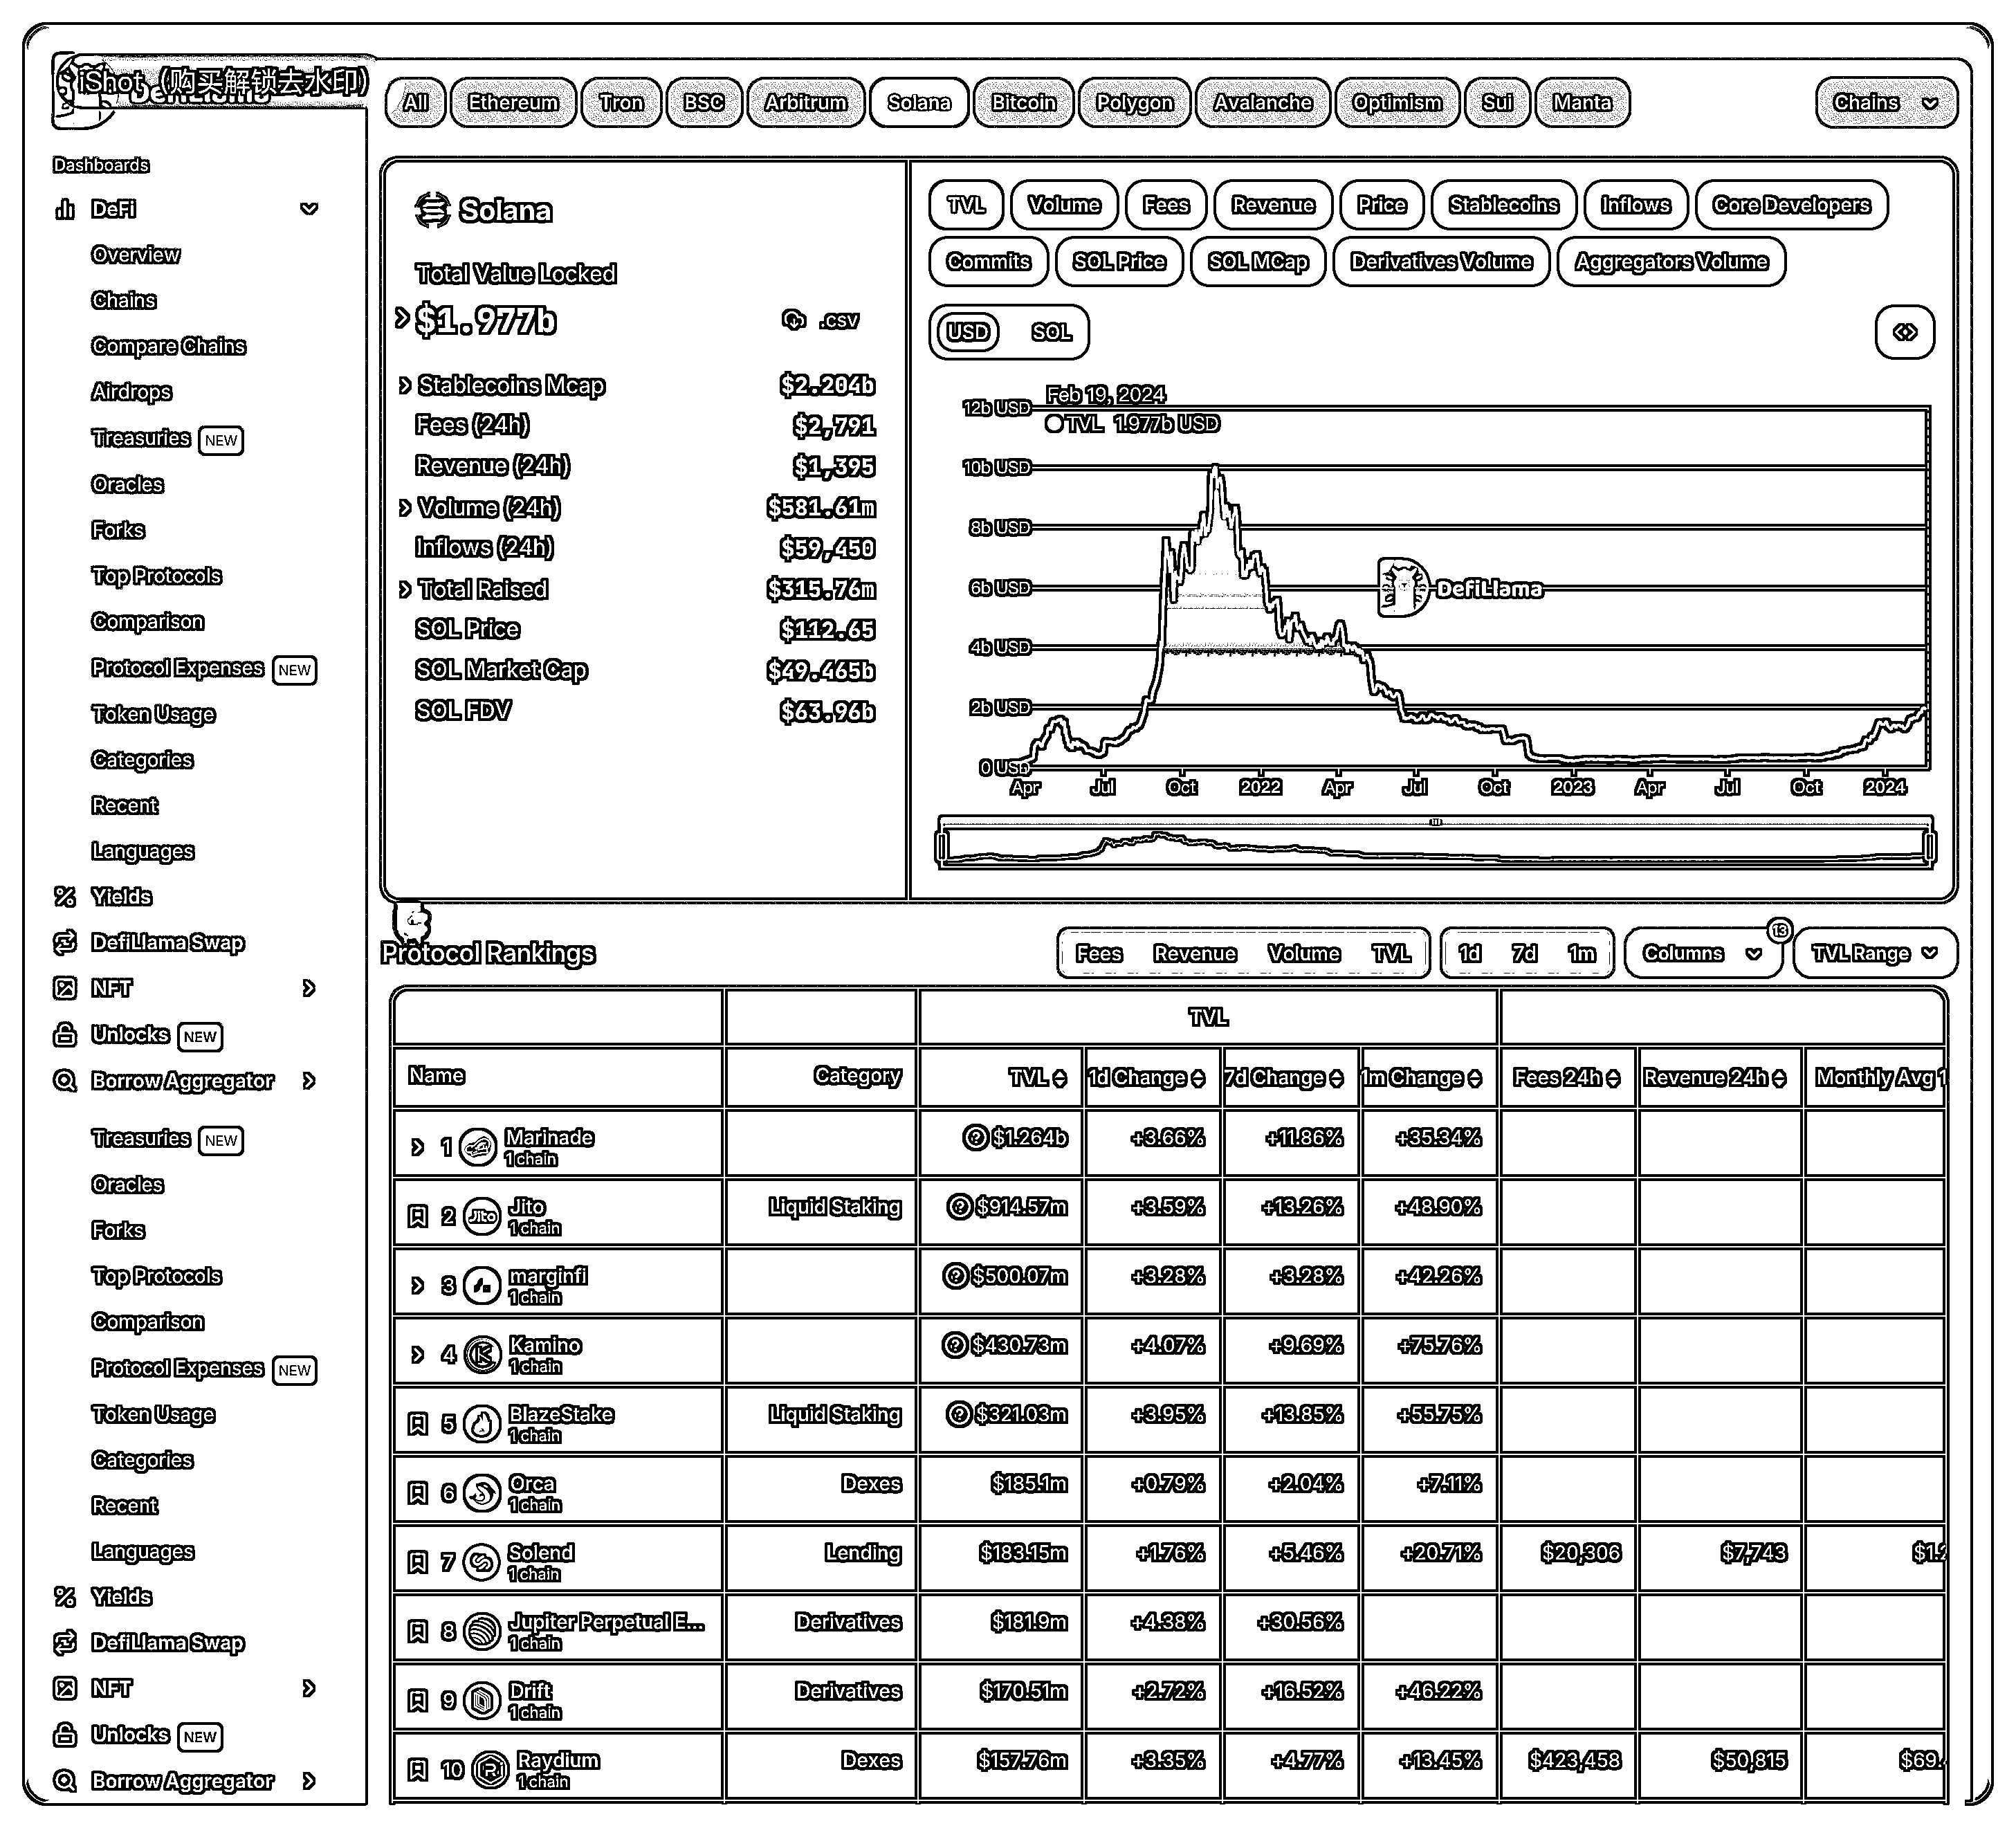 iShot（购买解锁去水印）
All Ethereum Tron BSC Arbitrum Solana Bitcoin Polygon Avalanche Optimism Sui Manta Chains
Dashboards
DeFi
Overview
Chains
Compare Chains
Airdrops
Treasuries NEW
Oracles
Forks
Top Protocols
Comparison
Protocol Expenses NEW
Token Usage
Categories
Recent
Languages
Yields
DefiLlama Swap
NFT
Unlocks NEW
Borrow Aggregator
Treasuries NEW
Oracles
Forks
Top Protocols
Comparison
Protocol Expenses NEW
Token Usage
Categories
Recent
Languages
Yields
DefiLlama Swap
NFT
Unlocks NEW
Borrow Aggregator
Solana
Total Value Locked
$1.977b .csv
Stablecoins Mcap $2.204b
Fees (24h) $2,791
Revenue (24h) $1,395
Volume (24h) $581.61m
Inflows (24h) $59,450
Total Raised $315.76m
SOL Price $112.65
SOL Market Cap $49.465b
SOL FDV $63.96b
TVL Volume Fees Revenue Price Stablecoins Inflows Core Developers
Commits SOL Price SOL MCap Derivatives Volume Aggregators Volume
USD SOL
Feb 19, 2024
TVL 1.977b USD
12b USD
10b USD
8b USD
6b USD
4b USD
2b USD
0 USD
DefiLlama
Apr Jul Oct 2022 Apr Jul Oct 2023 Apr Jul Oct 2024
Protocol Rankings
Fees Revenue Volume TVL 1d 7d 1m Columns 13 TVL Range
TVL
Name Category TVL 1d Change 7d Change 1m Change Fees 24h Revenue 24h Monthly Avg 1
1 Marinade $1.264b +3.66% +11.86% +35.34%
1 chain
2 Jito Liquid Staking $914.57m +3.59% +13.26% +48.90%
1 chain
3 marginfi $500.07m +3.28% +3.28% +42.26%
1 chain
4 Kamino $430.73m +4.07% +9.69% +75.76%
1 chain
5 BlazeStake Liquid Staking $321.03m +3.95% +13.85% +55.75%
1 chain
6 Orca Dexes $185.1m +0.79% +2.04% +7.11%
1 chain
7 Solend Lending $183.15m +1.76% +5.46% +20.71% $20,306 $7,743 $1.2
1 chain
8 Jupiter Perpetual E... Derivatives $181.9m +4.38% +30.56%
1 chain
9 Drift Derivatives $170.51m +2.72% +16.52% +46.22%
1 chain
10 Raydium Dexes $157.76m +3.35% +4.77% +13.45% $423,458 $50,815 $69.
1 chain